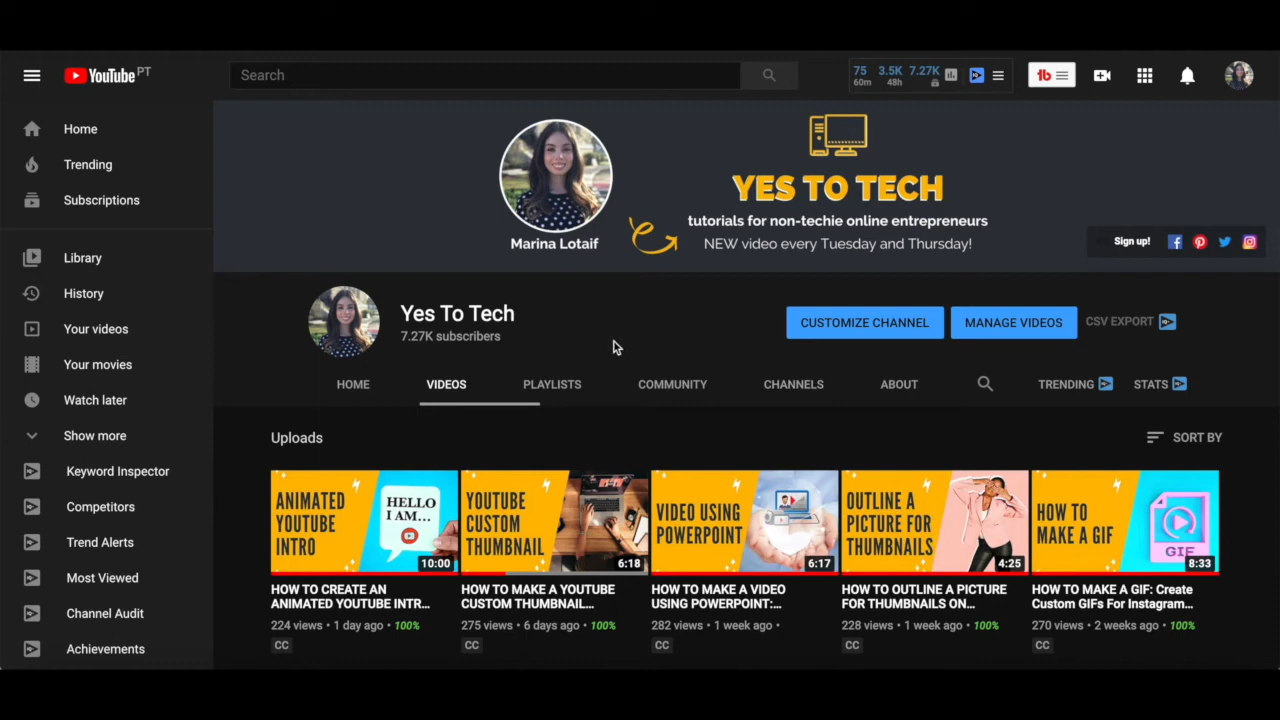 YouTube PT
Search
75 3.5K 7.27K
60m 48h
tb
Home
Trending
Subscriptions
Library
History
Your videos
Your movies
Watch later
Show more
Keyword Inspector
Competitors
Trend Alerts
Most Viewed
Channel Audit
Achievements
Marina Lotaif
YES TO TECH
tutorials for non-techie online entrepreneurs
NEW video every Tuesday and Thursday!
Sign up!
Yes To Tech
7.27K subscribers
CUSTOMIZE CHANNEL
MANAGE VIDEOS
CSV EXPORT
HOME
VIDEOS
PLAYLISTS
COMMUNITY
CHANNELS
ABOUT
TRENDING
STATS
Uploads
SORT BY
ANIMATED
YOUTUBE
INTRO
HELLO
I AM...
10:00
HOW TO CREATE AN
ANIMATED YOUTUBE INTR...
224 views • 1 day ago • 100%
CC
YOUTUBE
CUSTOM
THUMBNAIL
6:18
HOW TO MAKE A YOUTUBE
CUSTOM THUMBNAIL...
275 views • 6 days ago • 100%
CC
VIDEO USING
POWERPOINT
6:17
HOW TO MAKE A VIDEO
USING POWERPOINT:...
282 views • 1 week ago •
CC
OUTLINE A
PICTURE FOR
THUMBNAILS
4:25
HOW TO OUTLINE A PICTURE
FOR THUMBNAILS ON...
228 views • 1 week ago • 100%
CC
HOW TO
MAKE A GIF
GIF
8:33
HOW TO MAKE A GIF: Create
Custom GIFs For Instagram...
270 views • 2 weeks ago • 100%
CC